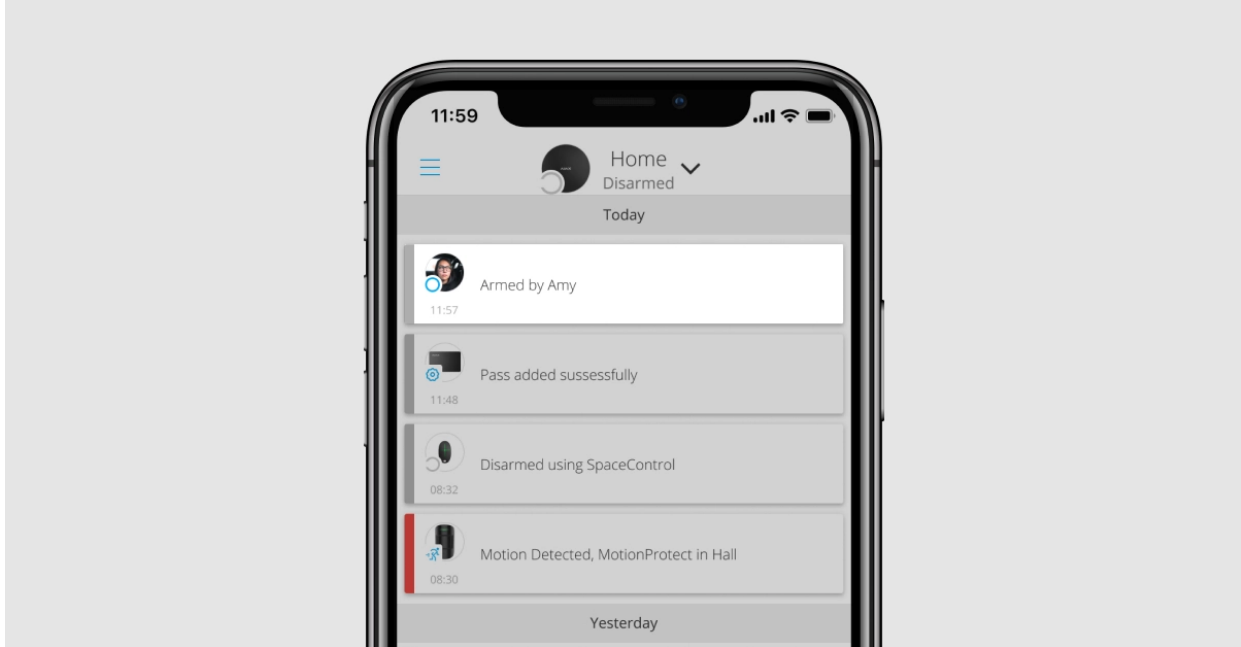 11:59
Home
Disarmed
Today
Armed by Amy
11:57
Pass added sussessfully
11:48
Disarmed using SpaceControl
08:32
Motion Detected, MotionProtect in Hall
08:30
Yesterday